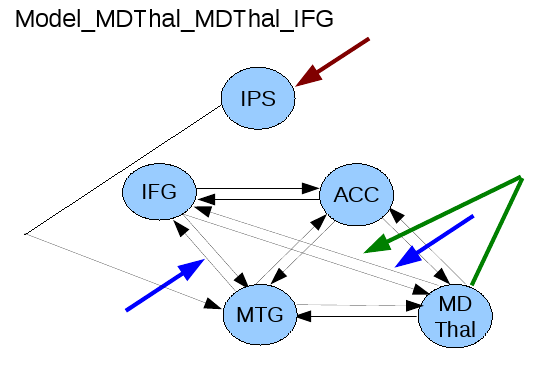 Model_MDThal_MDThal_IFG
IPS
IFG
ACC
MTG
MD
Thal